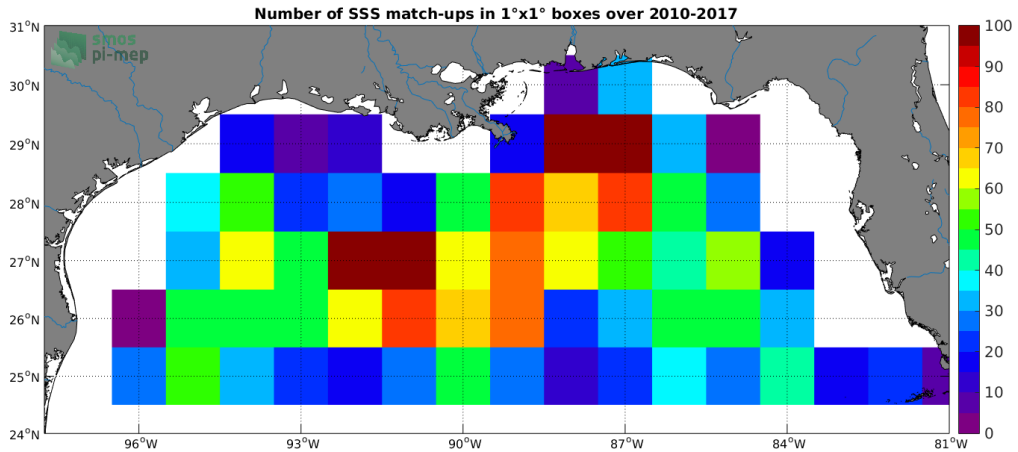 Number of SSS match-ups in 1°x1° boxes over 2010-2017
smos
pi-mep
31°N
30°N
29°N
28°N
27°N
26°N
25°N
24°N
96°W
93°W
90°W
87°W
84°W
81°W
100
90
80
70
60
50
40
30
20
10
0